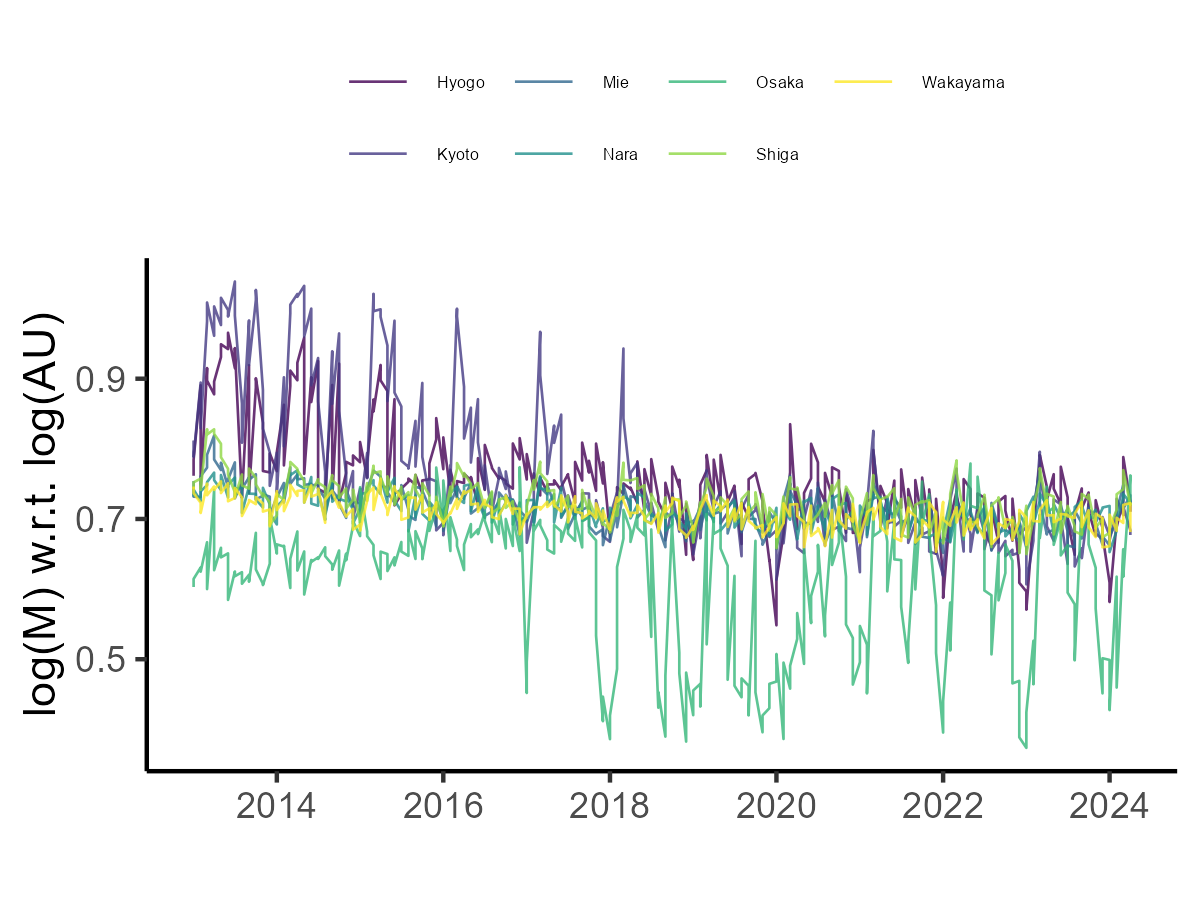 Hyogo Mie Osaka Wakayama
Kyoto Nara Shiga
log(M) w.r.t. log(AU)
0.9
0.7
0.5
2014 2016 2018 2020 2022 2024